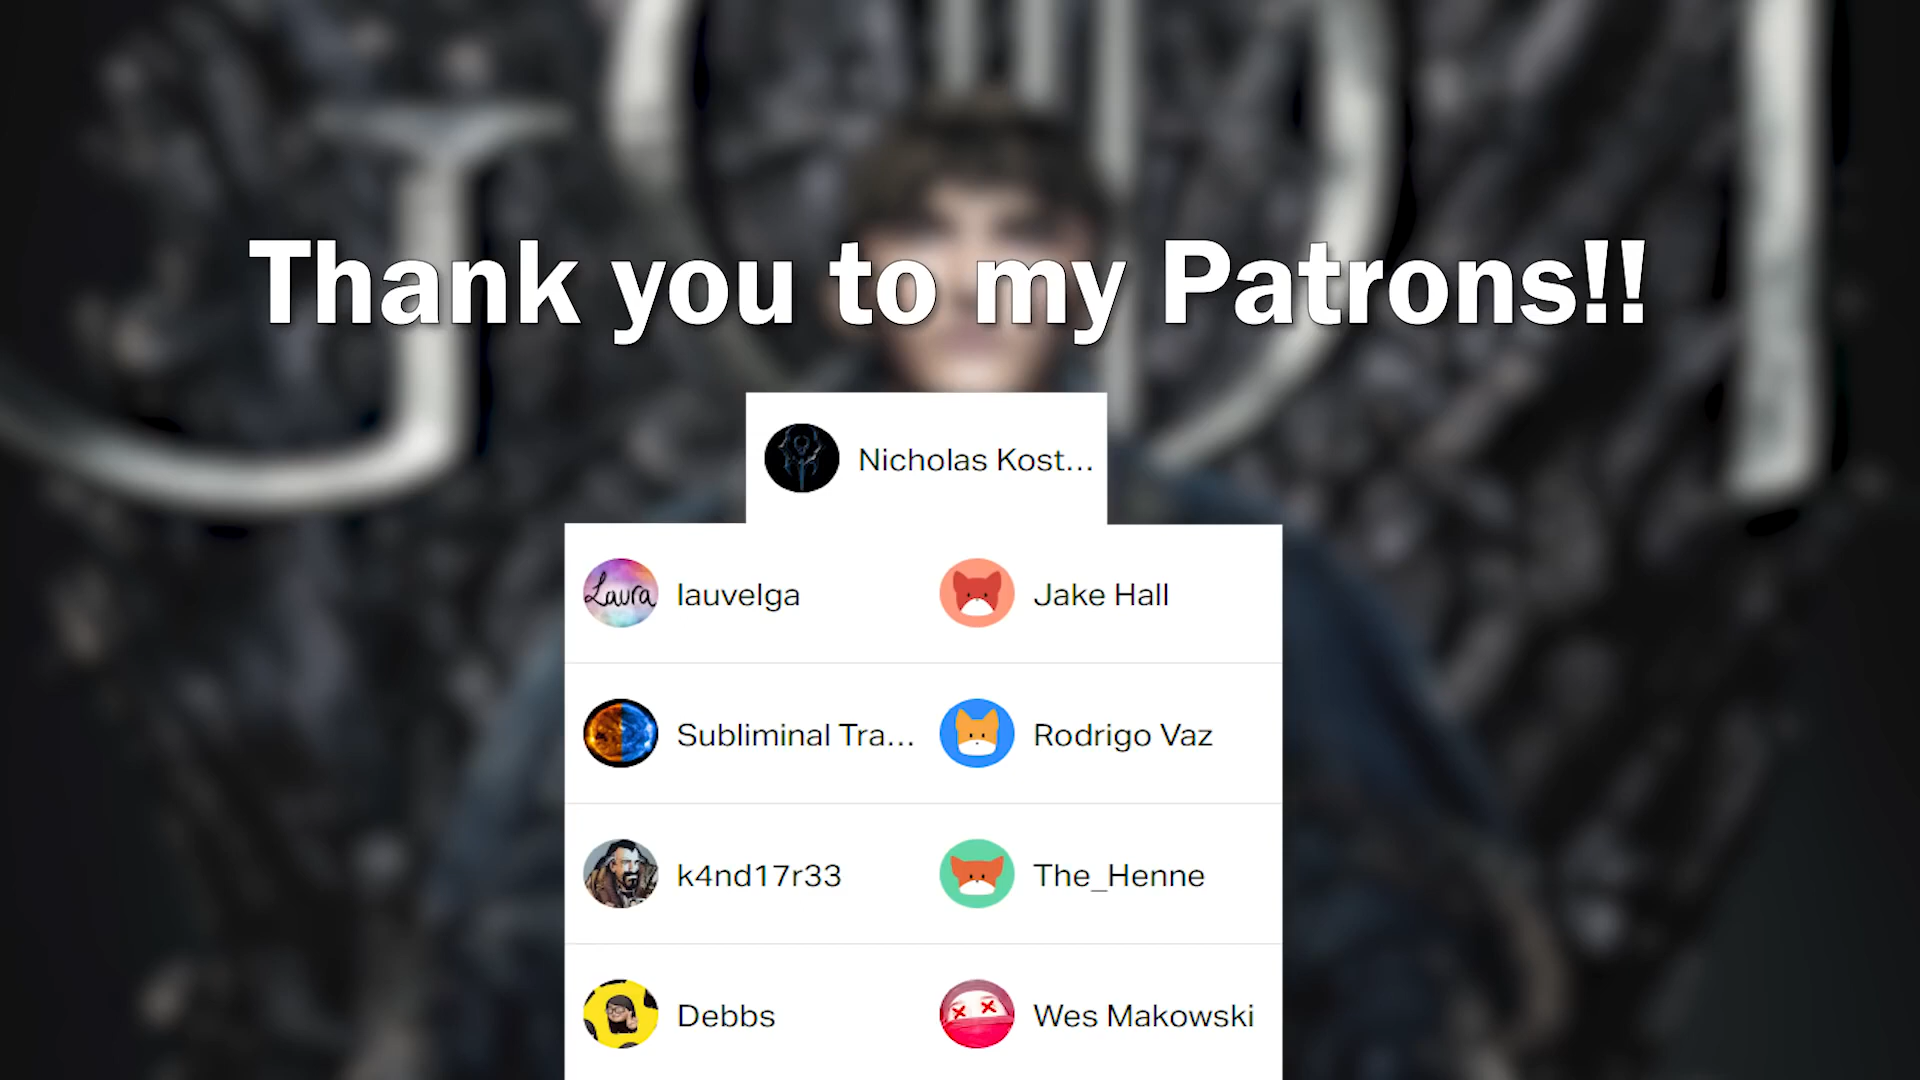 Thank you to my Patrons!!
Nicholas Kost...
Laura
lauvelga
Jake Hall
Subliminal Tra...
Rodrigo Vaz
k4nd17r33
The_Henne
Debbs
Wes Makowski